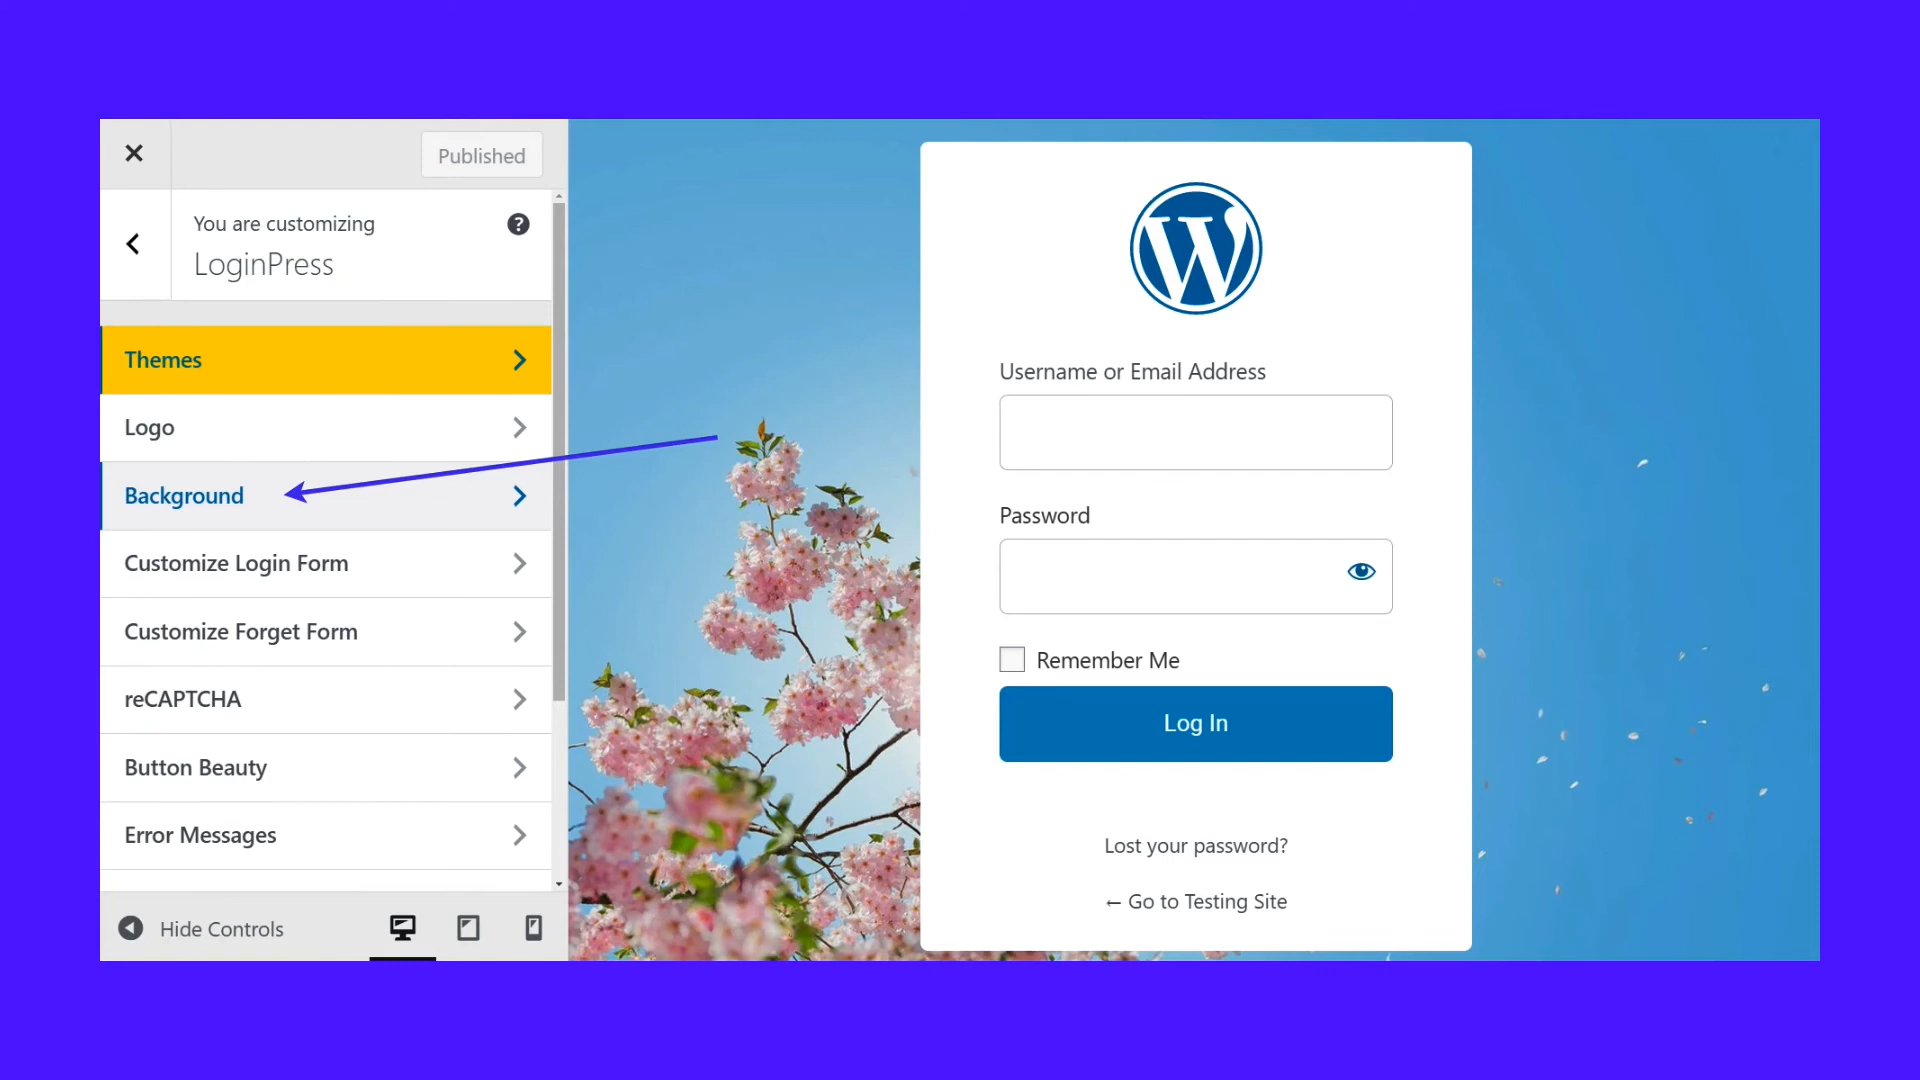 Published
You are customizing
LoginPress
Themes
Logo
Background
Customize Login Form
Customize Forget Form
reCAPTCHA
Button Beauty
Error Messages
Hide Controls
Username or Email Address
Password
Remember Me
Log In
Lost your password?
← Go to Testing Site